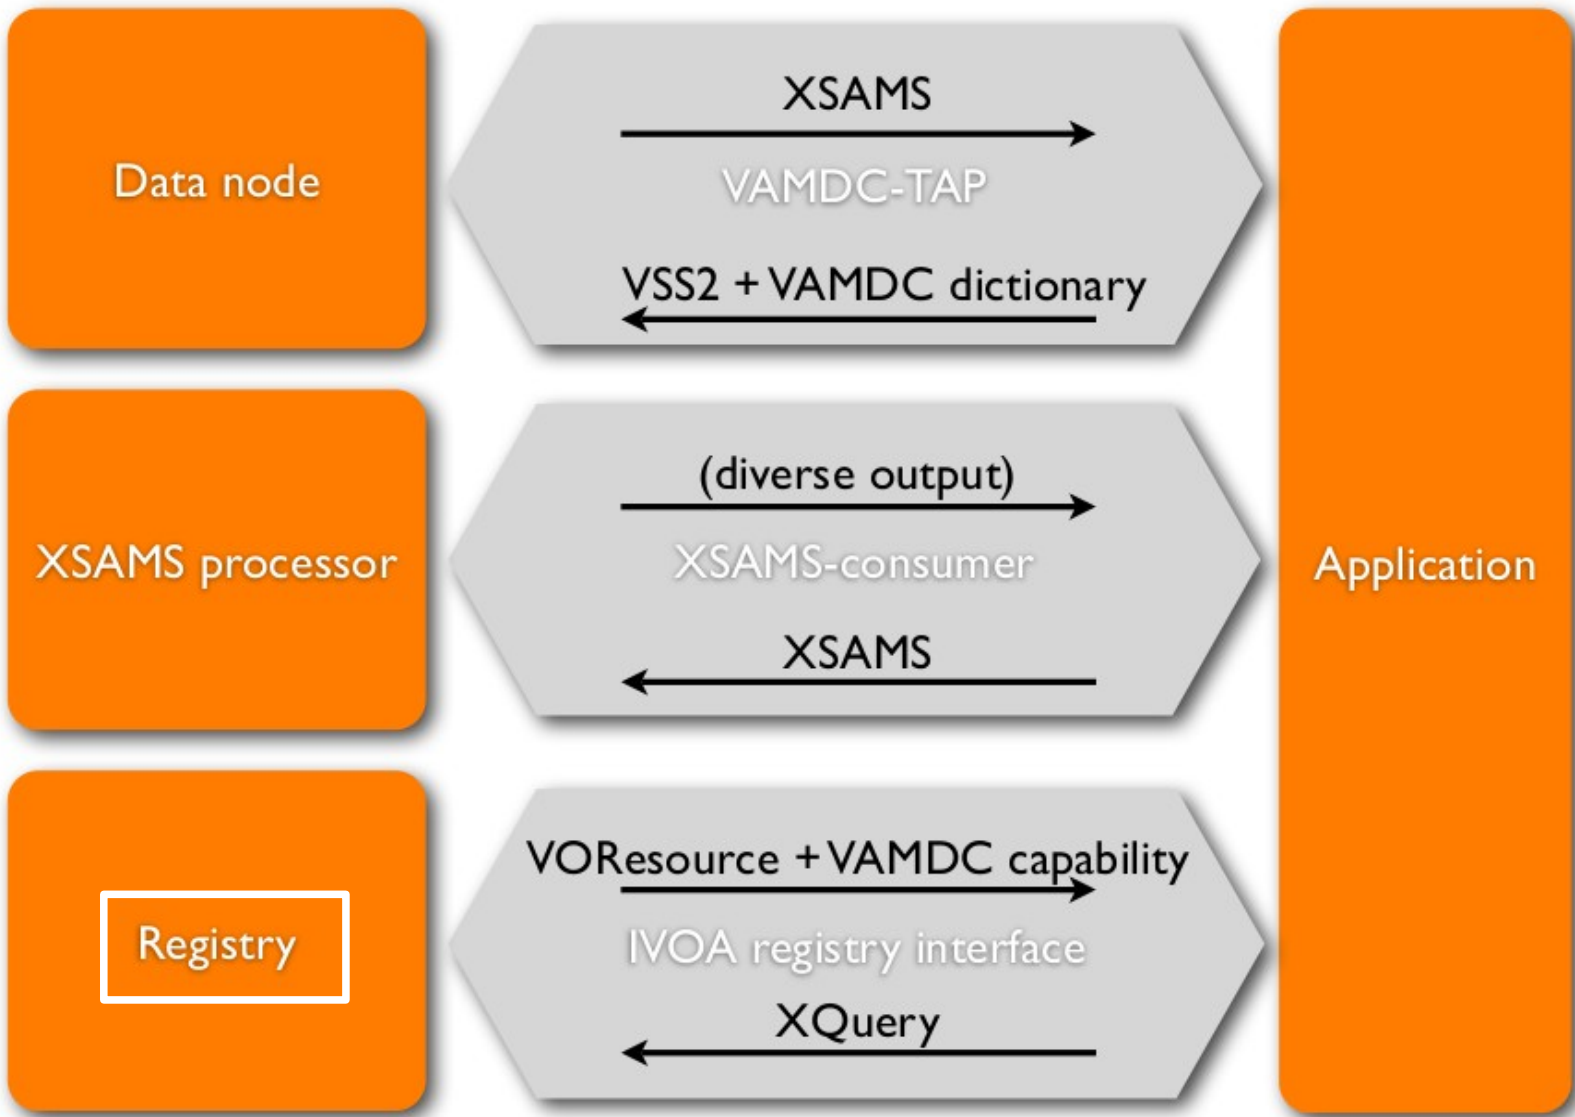 Data node
XSAMS
VAMDC-TAP
VSS2 + VAMDC dictionary
XSAMS processor
(diverse output)
XSAMS-consumer
XSAMS
Application
Registry
VOResource + VAMDC capability
IVOA registry interface
XQuery